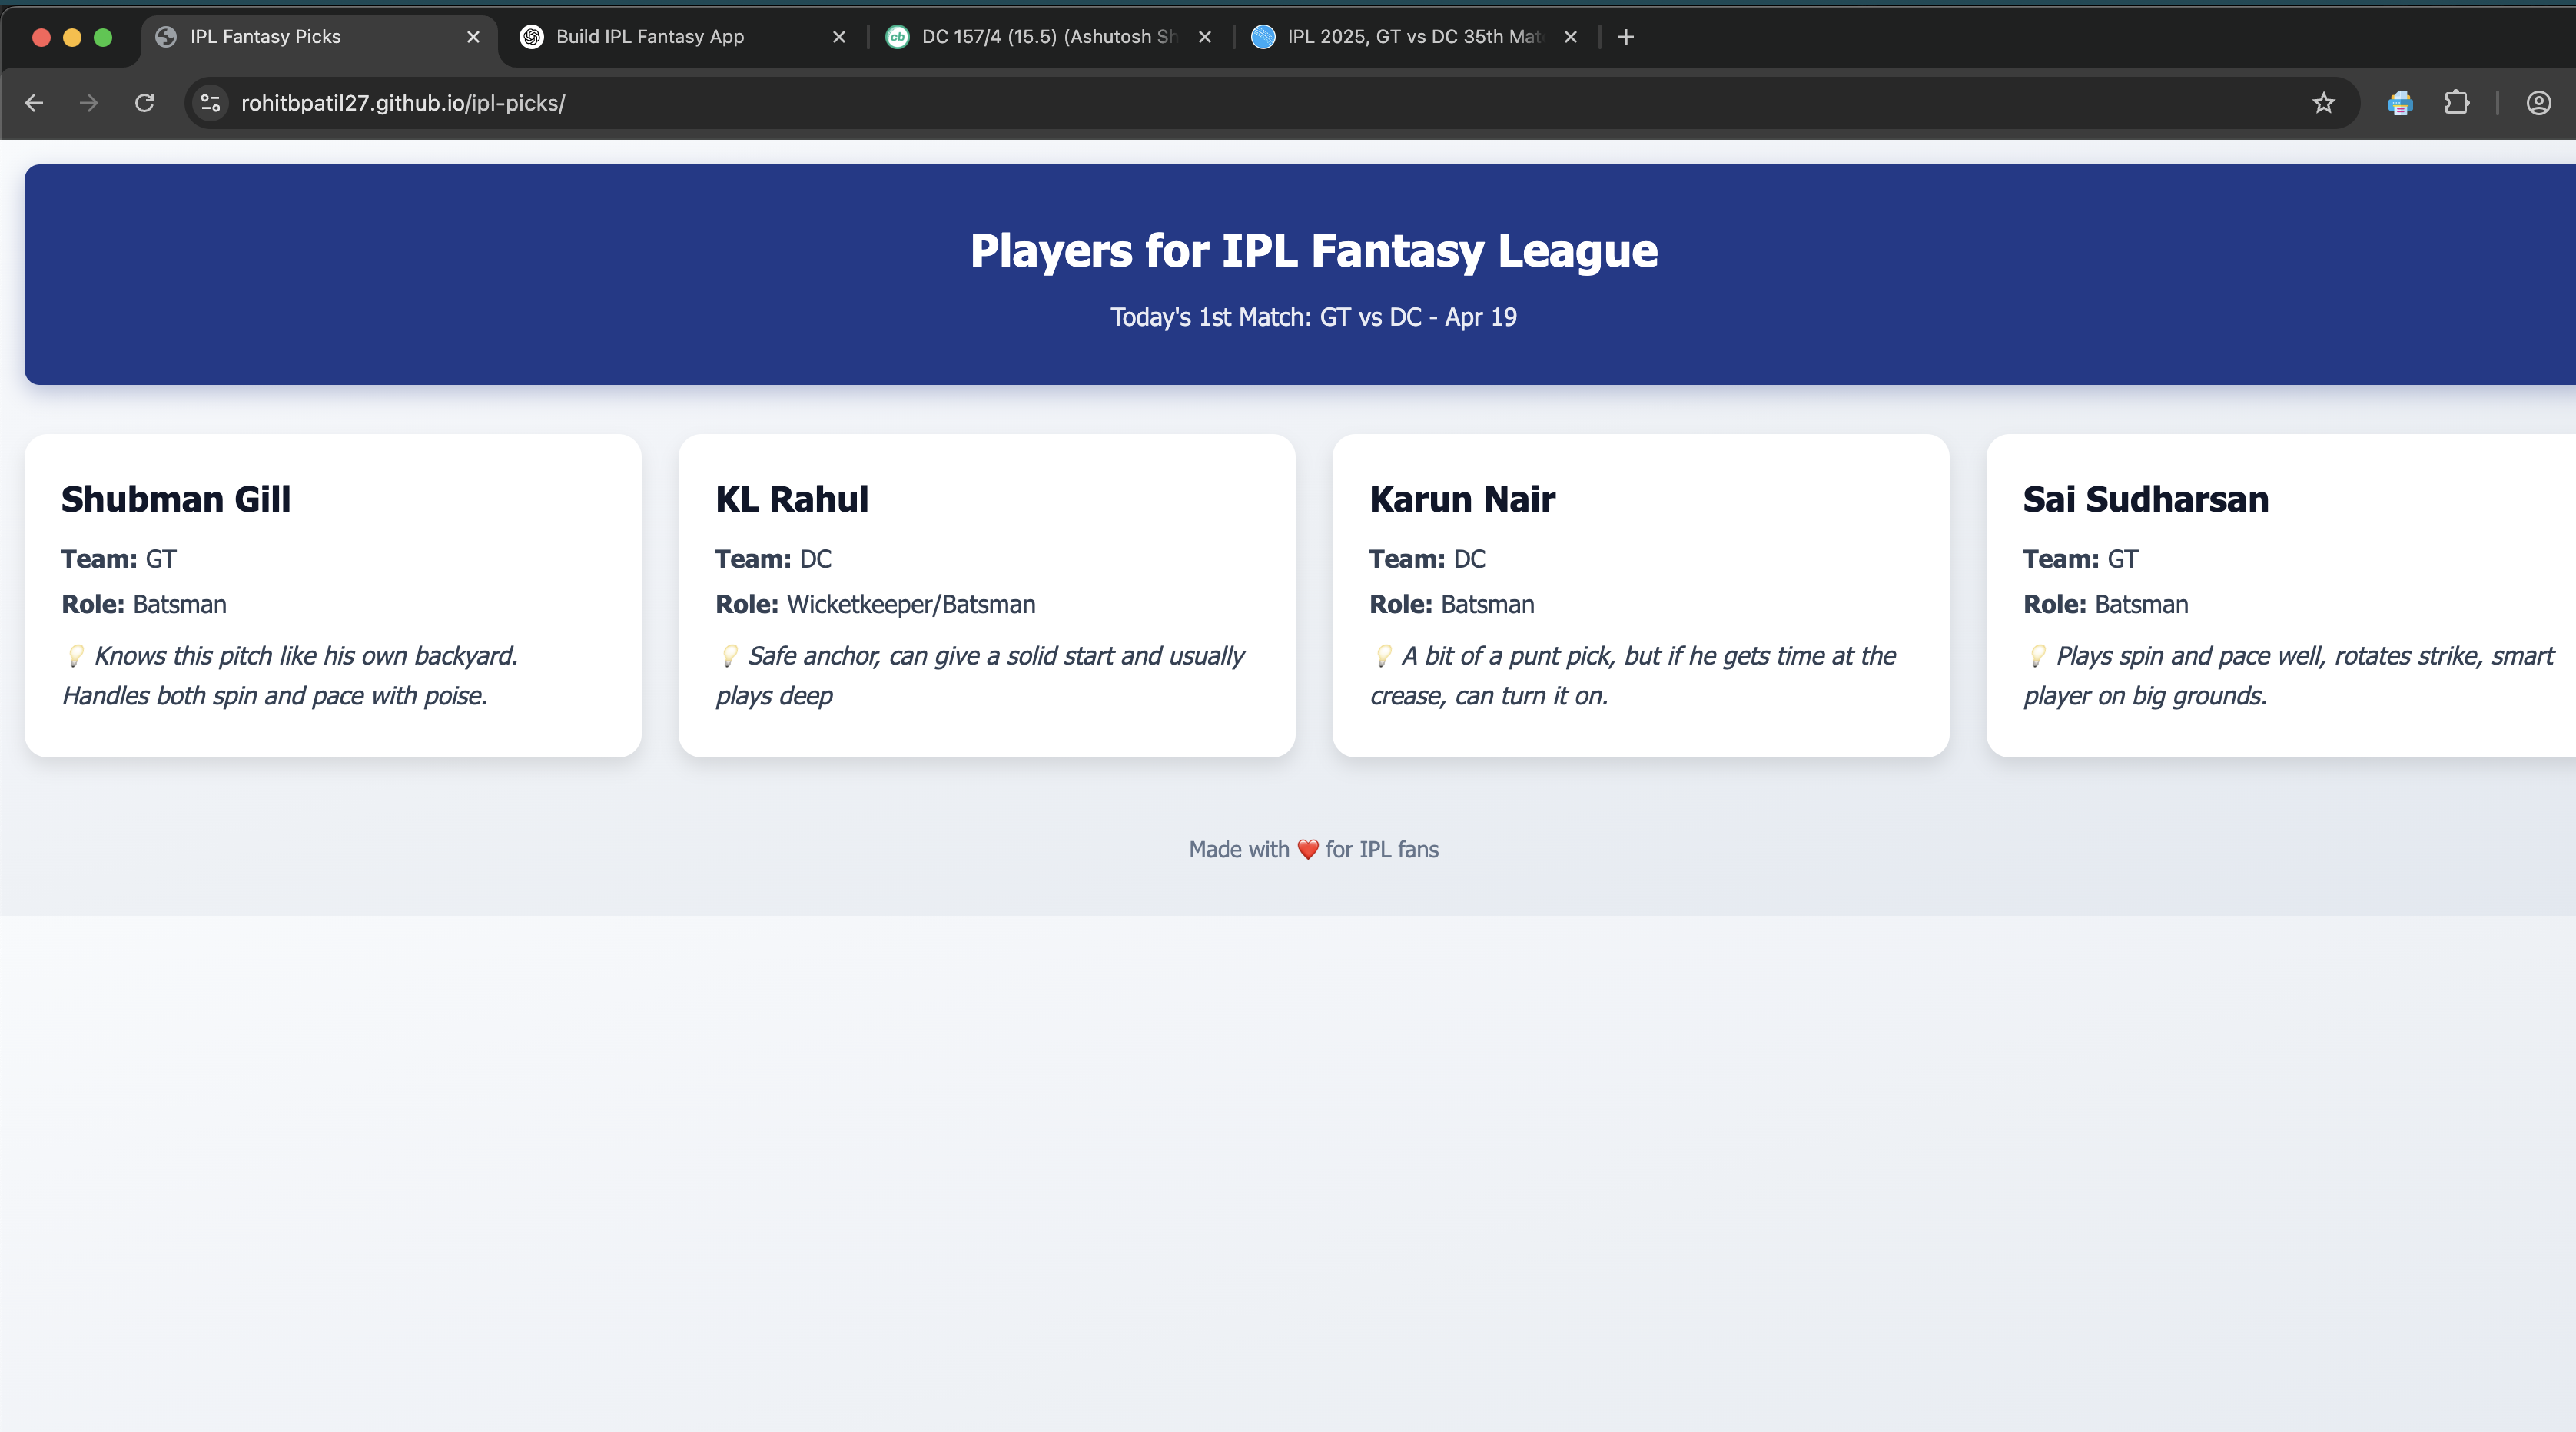 IPL Fantasy Picks
Build IPL Fantasy App
cb
DC 157/4 (15.5) (Ashutosh Sh
IPL 2025, GT vs DC 35th Mat
rohitbpatil27.github.io/ipl-picks/
Players for IPL Fantasy League
Today's 1st Match: GT vs DC - Apr 19
Shubman Gill
Team: GT
Role: Batsman
💡 Knows this pitch like his own backyard.
Handles both spin and pace with poise.
KL Rahul
Team: DC
Role: Wicketkeeper/Batsman
💡 Safe anchor, can give a solid start and usually
plays deep
Karun Nair
Team: DC
Role: Batsman
💡 A bit of a punt pick, but if he gets time at the
crease, can turn it on.
Sai Sudharsan
Team: GT
Role: Batsman
💡 Plays spin and pace well, rotates strike, smart
player on big grounds.
Made with ❤️ for IPL fans